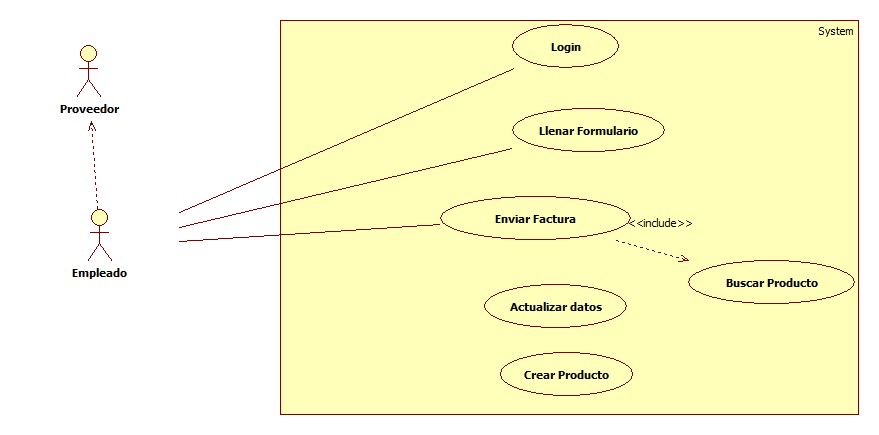 System
Login
Proveedor
Llenar Formulario
Enviar Factura
<<include>>
Empleado
Buscar Producto
Actualizar datos
Crear Producto